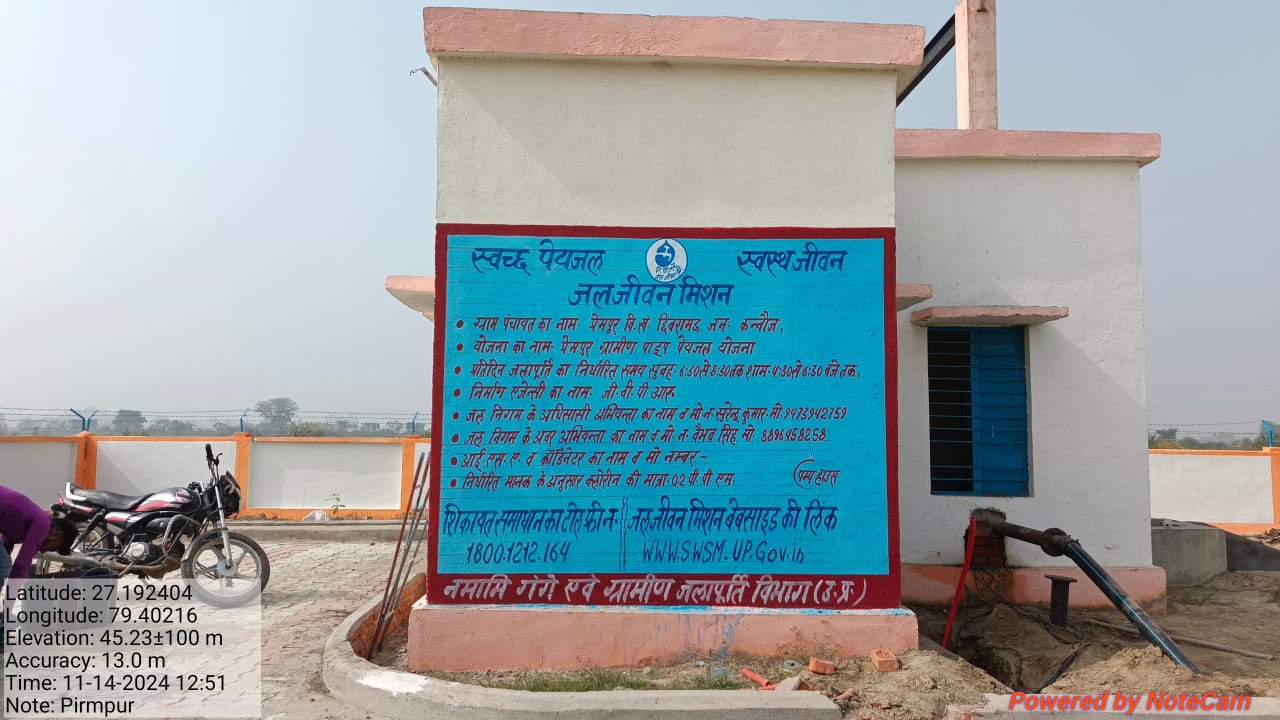 स्वच्छ पेयजल स्वस्थ जीवन
जल जीवन मिशन
• ग्राम पंचायत का नामः प्रेमपुर वि.सं. छिबरामऊ जनः कन्नौज,
• योजना का नामः प्रेमपुर ग्रामीण पाइप पेयजल योजना
• प्रतिदिन जलापूर्ति का निर्धारित समय सुबहः 6:30 से 8:30 तक शामः 4:30 से 6:30 बजे तक,
• निर्माण एजेन्सी का नामः जी. वी. पी. आर.
• जल निगम के अधिसासी अभियन्ता का नाम व मो. नः सुरेन्द्र कुमार मो. 9473942759
• जल निगम के अवर अभियन्ता का नाम व मो. न. वैभव सिंह मो. 8896458258
• आई. एस. ए. व कॉर्डिनेटर का नाम व मो नम्बर -
• निर्धारित मानक के अनुसार क्लोरीन की मात्राः 0.2 पी. पी. एम.
पम्प हाउस
शिकायत समाधान का टोल फ्री नः जल जीवन मिशन वेबसाइड की लिंक
1800.1212.164 WWW.SWSM.UP.Gov.in
नमामि गंगे एवं ग्रामीण जलापूर्ति विभाग (उ.प्र.)
Latitude: 27.192404
Longitude: 79.40216
Elevation: 45.23±100 m
Accuracy: 13.0 m
Time: 11-14-2024 12:51
Note: Pirmpur
Powered by NoteCam